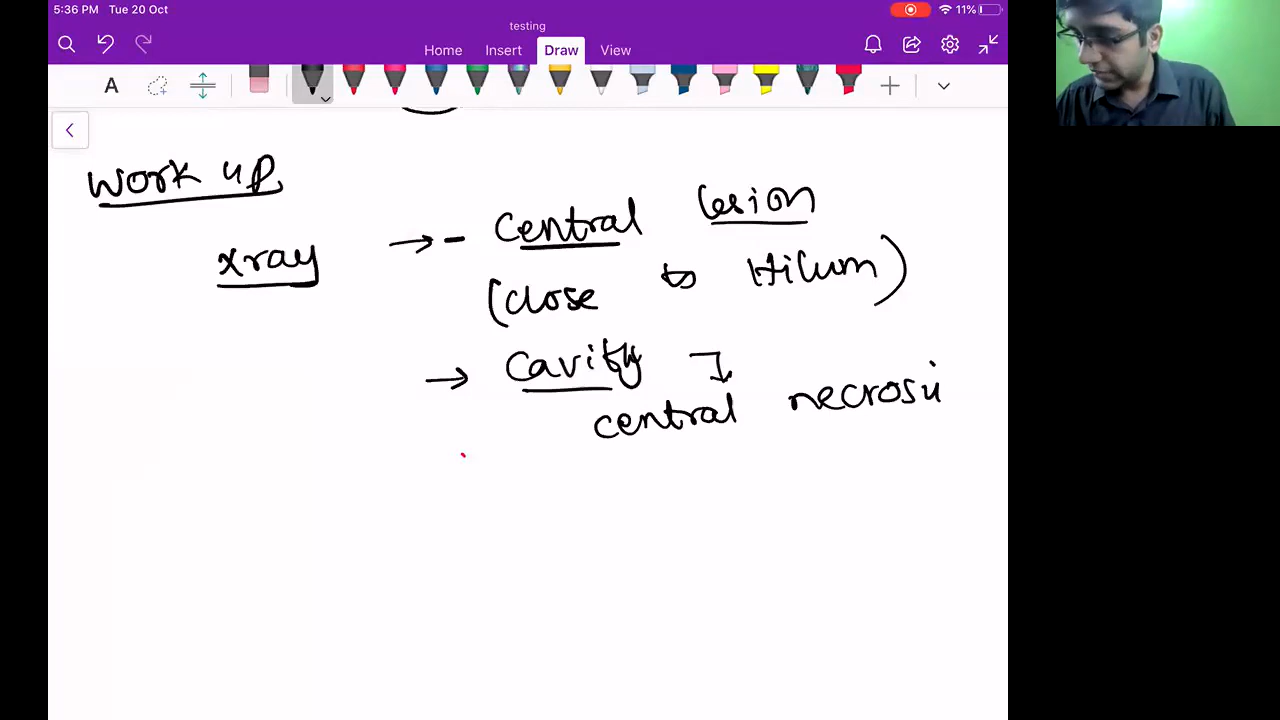 5:36 PM Tue 20 Oct
11%
testing
Home Insert Draw View
A
Work up
xray → - Central lesion
(close to Hilum)
→ Cavity
central necrosis